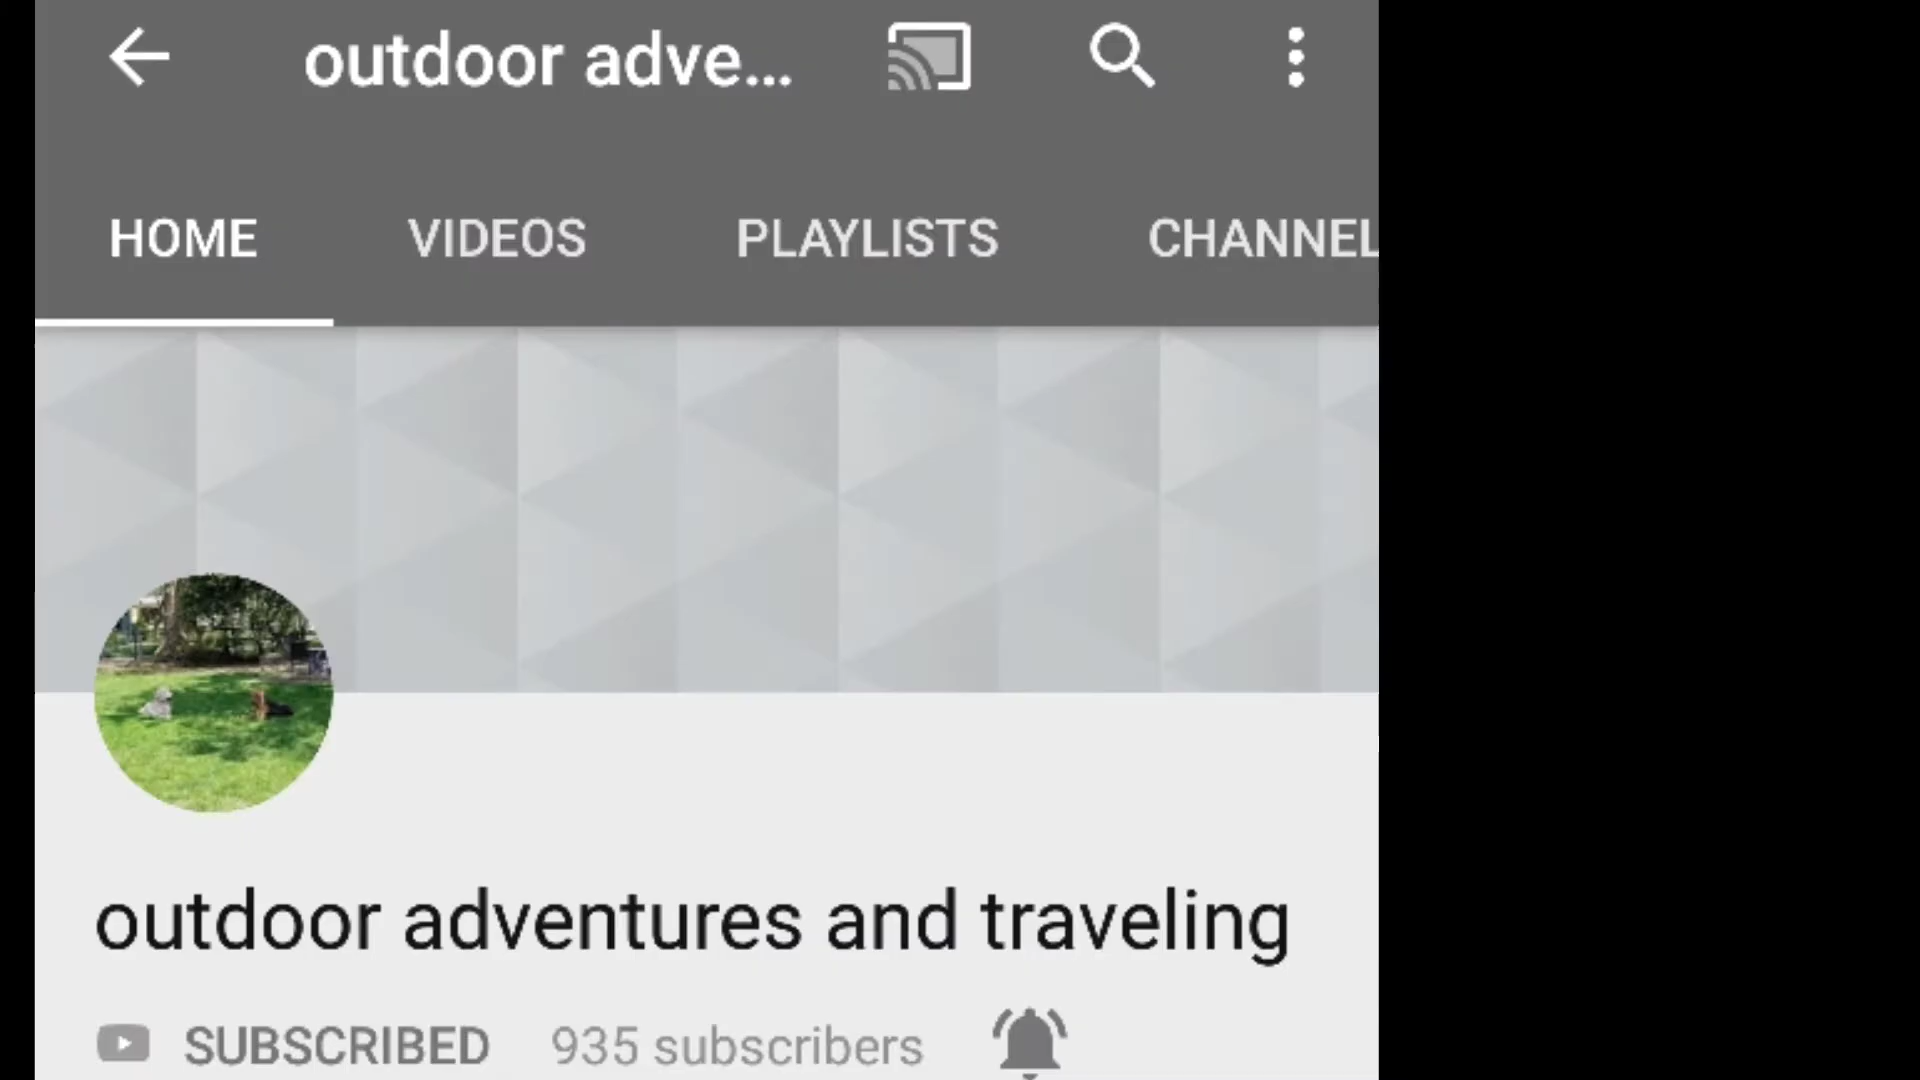 outdoor adve...
HOME VIDEOS PLAYLISTS CHANNEL
outdoor adventures and traveling
SUBSCRIBED 935 subscribers